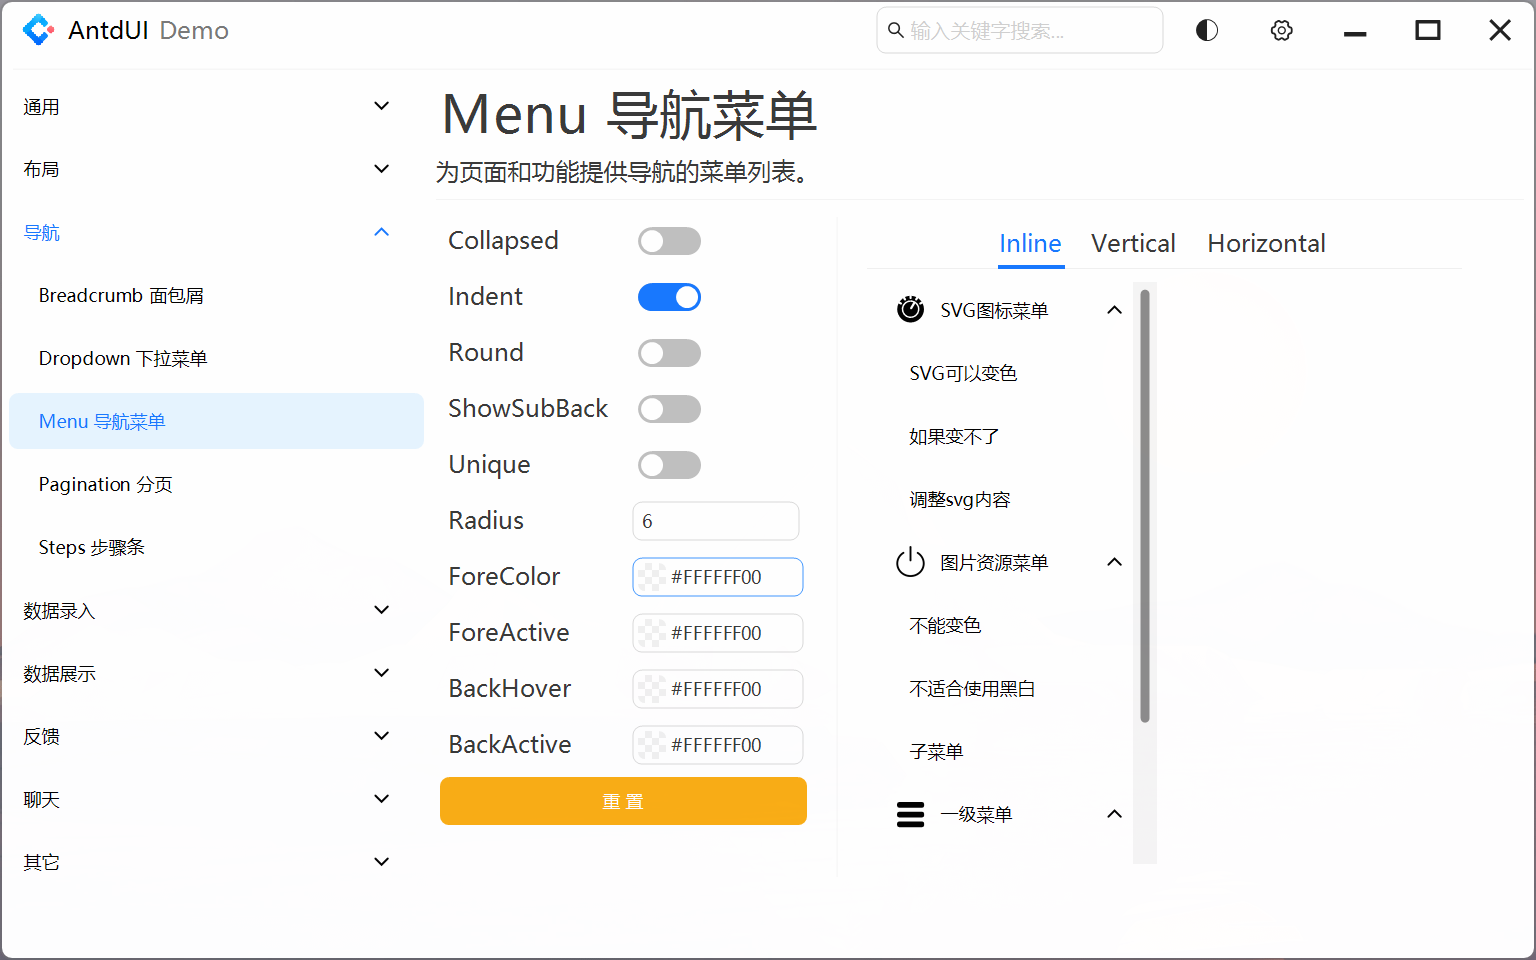 AntdUI Demo
输入关键字搜索...
通用
布局
导航
Breadcrumb 面包屑
Dropdown 下拉菜单
Menu 导航菜单
Pagination 分页
Steps 步骤条
数据录入
数据展示
反馈
聊天
其它
Menu 导航菜单
为页面和功能提供导航的菜单列表。
Collapsed
Indent
Round
ShowSubBack
Unique
Radius 6
ForeColor #FFFFFF00
ForeActive #FFFFFF00
BackHover #FFFFFF00
BackActive #FFFFFF00
重置
Inline Vertical Horizontal
SVG图标菜单
SVG可以变色
如果变不了
调整svg内容
图片资源菜单
不能变色
不适合使用黑白
子菜单
一级菜单